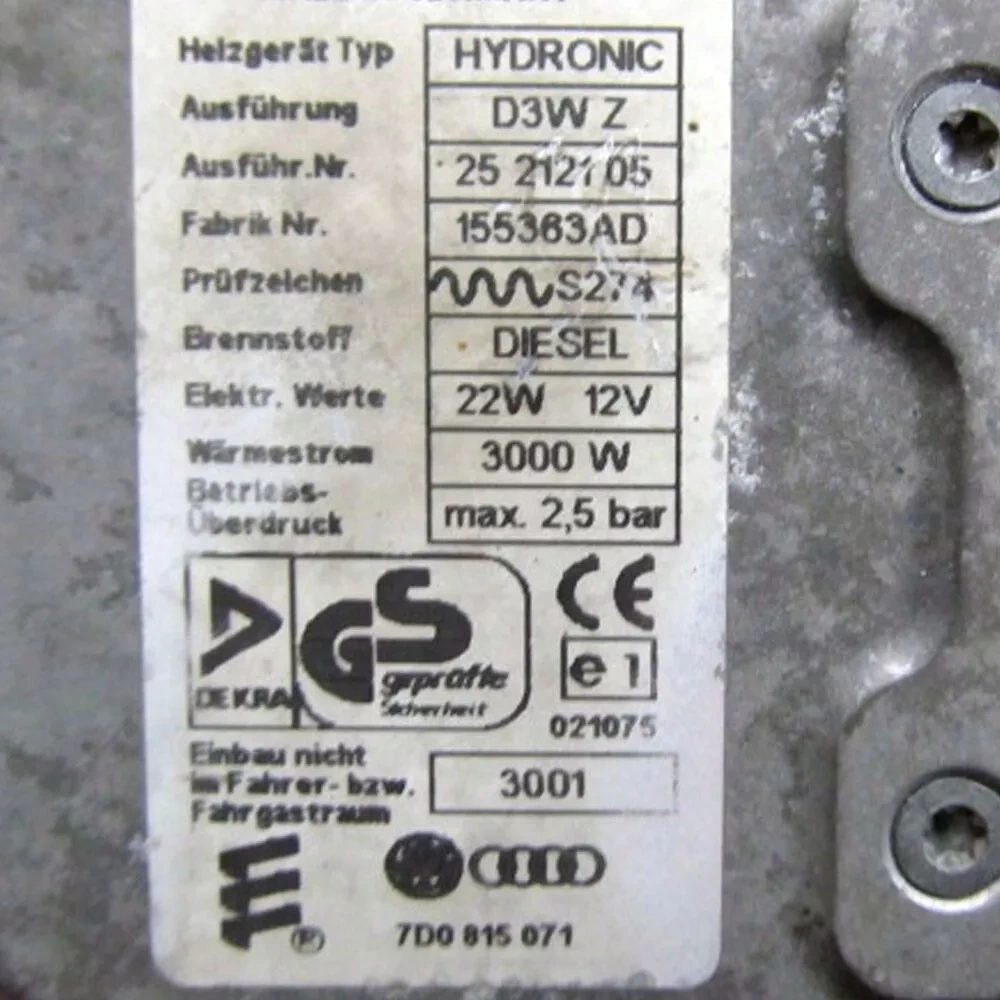 Heizgerät Typ HYDRONIC
Ausführung D3W Z
Ausführ.Nr. 25 2121 05
Fabrik Nr. 155363AD
Prüfzeichen S274
Brennstoff DIESEL
Elektr. Werte 22W 12V
Wärmestrom 3000 W
Betriebs-
Überdruck max. 2,5 bar
DEKRA GS
geprüfte
Sicherheit
CE
e 1
021075
Einbau nicht
im Fahrer- bzw. 3001
Fahrgastraum
7D0 815 071